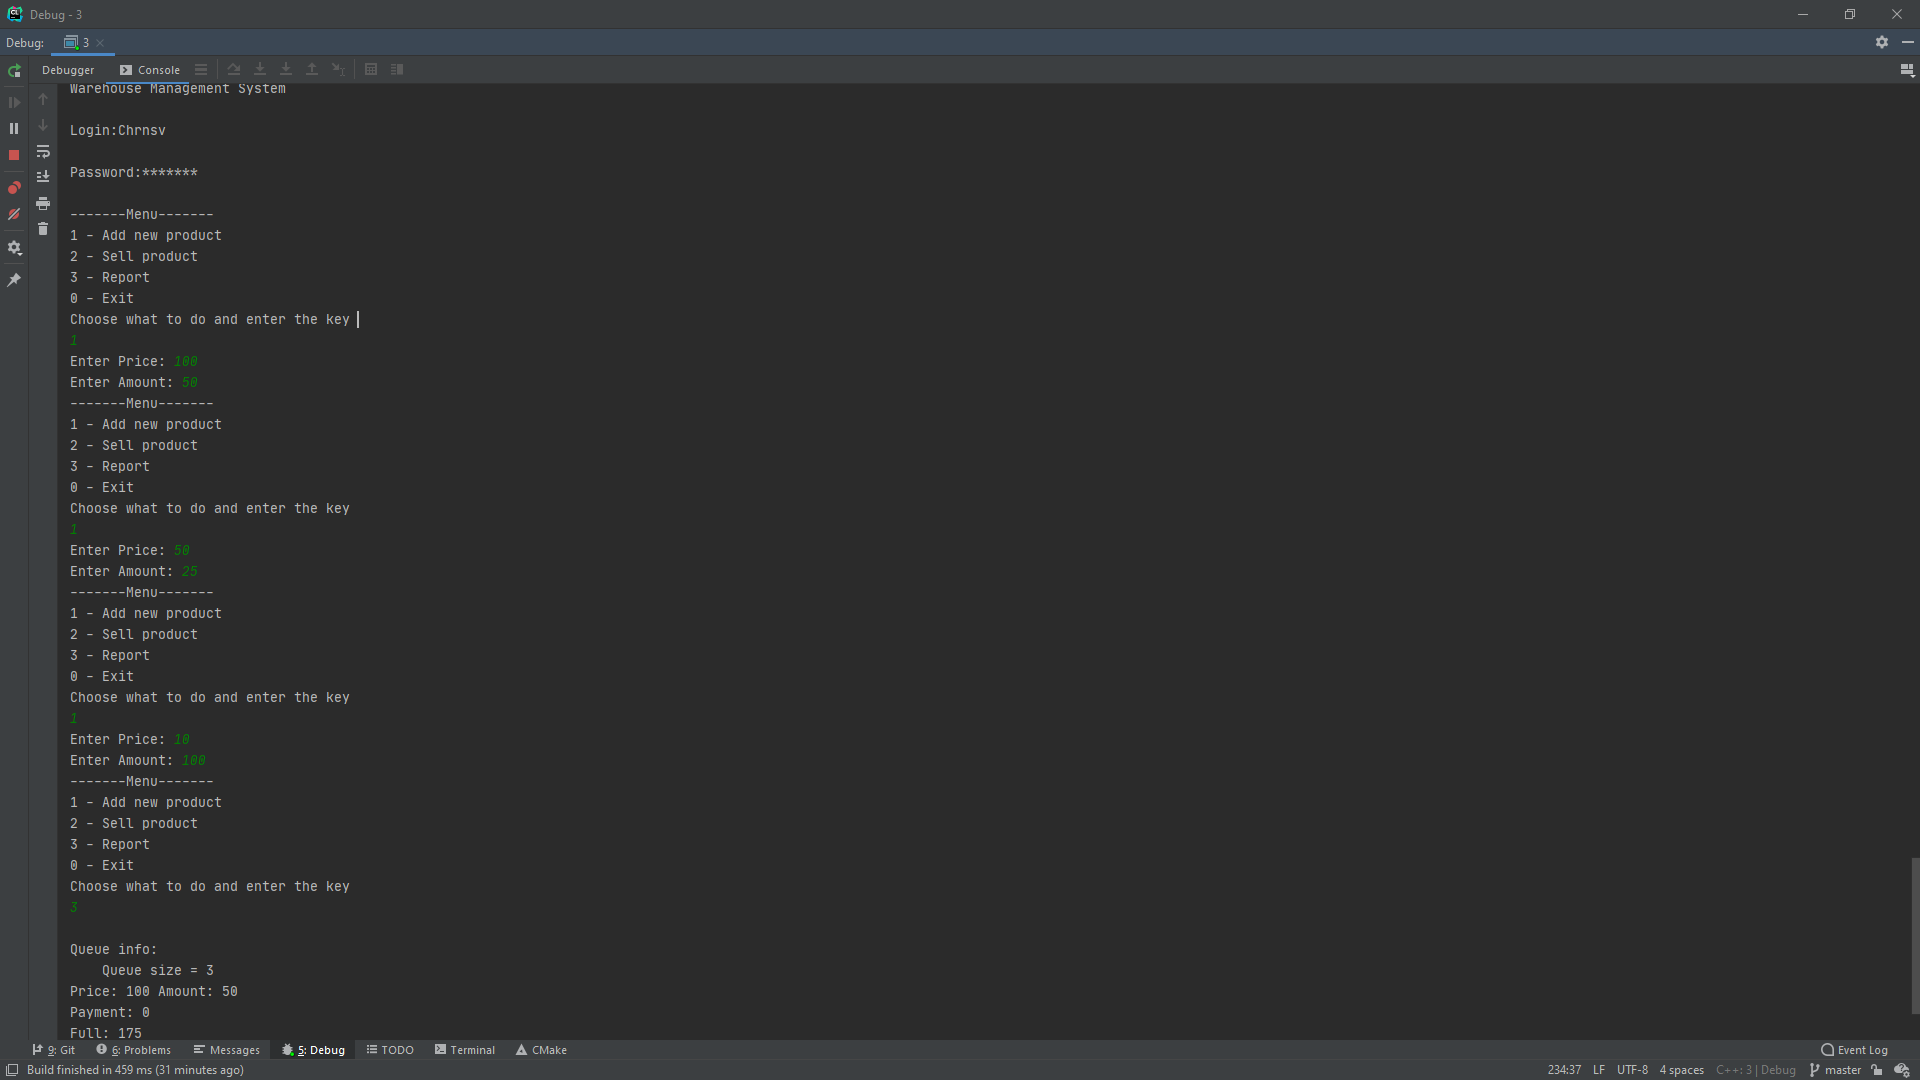 Debug - 3
Debug: 3
Debugger Console
Warehouse Management System
Login:Chrnsv
Password:*******
-------Menu-------
1 - Add new product
2 - Sell product
3 - Report
0 - Exit
Choose what to do and enter the key
1
Enter Price: 100
Enter Amount: 50
-------Menu-------
1 - Add new product
2 - Sell product
3 - Report
0 - Exit
Choose what to do and enter the key
1
Enter Price: 50
Enter Amount: 25
-------Menu-------
1 - Add new product
2 - Sell product
3 - Report
0 - Exit
Choose what to do and enter the key
1
Enter Price: 10
Enter Amount: 100
-------Menu-------
1 - Add new product
2 - Sell product
3 - Report
0 - Exit
Choose what to do and enter the key
3
Queue info:
Queue size = 3
Price: 100 Amount: 50
Payment: 0
Full: 175
9: Git 6: Problems Messages 5: Debug TODO Terminal CMake Event Log
Build finished in 459 ms (31 minutes ago) 234:37 LF UTF-8 4 spaces C++: 3 | Debug master